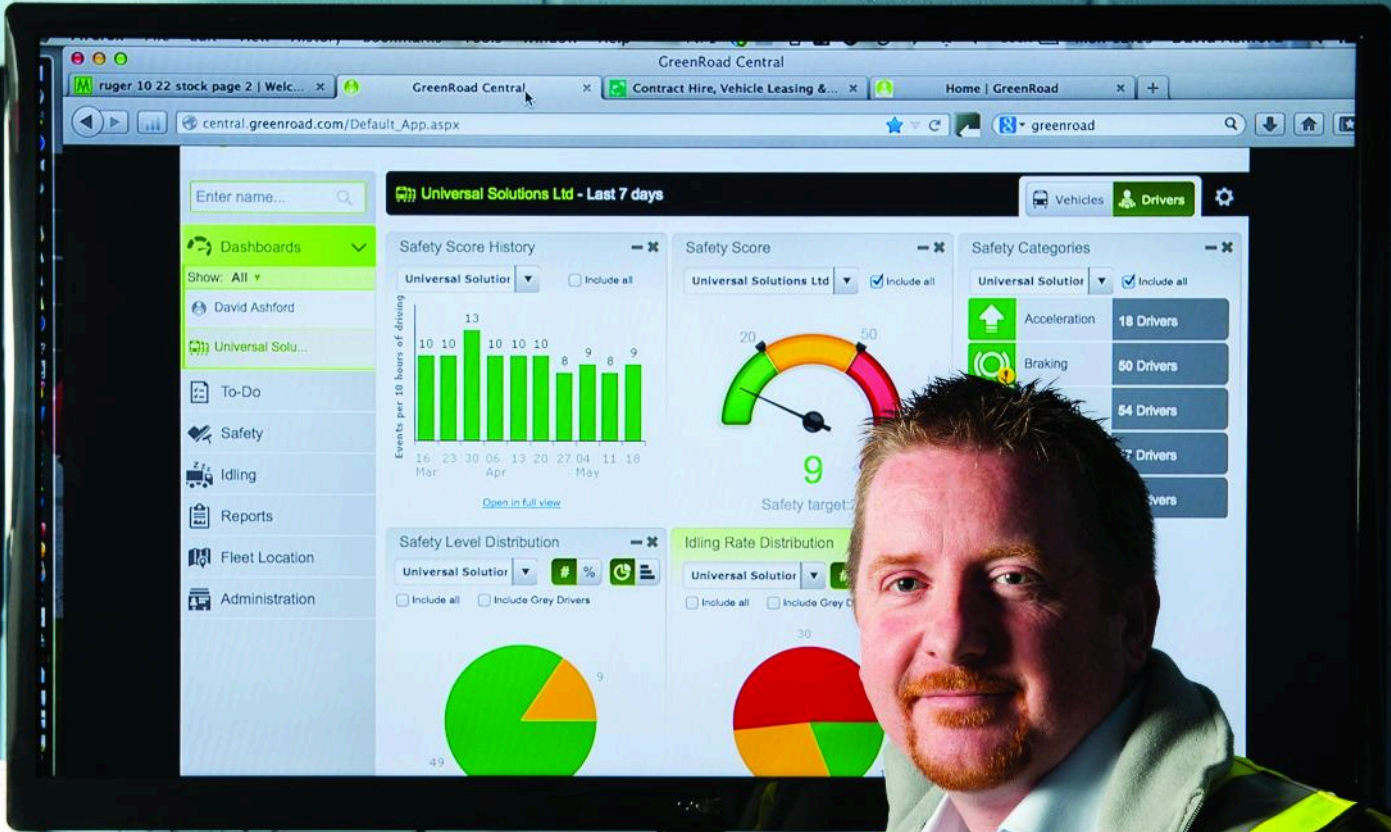 GreenRoad Central
ruger 10 22 stock page 2 | Welc...
GreenRoad Central
Contract Hire, Vehicle Leasing &...
Home | GreenRoad
central.greenroad.com/Default_App.aspx
greenroad
Enter name...
Universal Solutions Ltd - Last 7 days
Vehicles
Drivers
Dashboards
Show: All
David Ashford
Universal Solu...
To-Do
Safety
Idling
Reports
Fleet Location
Administration
Safety Score History
Universal Solutior
Include all
Events per 10 hours of driving
10 10 13 10 10 10 8 9 8 9
16 23 30 06 13 20 27 04 11 18
Mar Apr May
Open in full view
Safety Score
Universal Solutions Ltd
Include all
20 50
9
Safety target:
Safety Categories
Universal Solutior
Include all
Acceleration 18 Drivers
Braking 50 Drivers
54 Drivers
7 Drivers
vers
Safety Level Distribution
Universal Solutior
# %
Include all Include Grey Drivers
9
49
Idling Rate Distribution
Universal Solutior
#
Include all Include Grey D
30